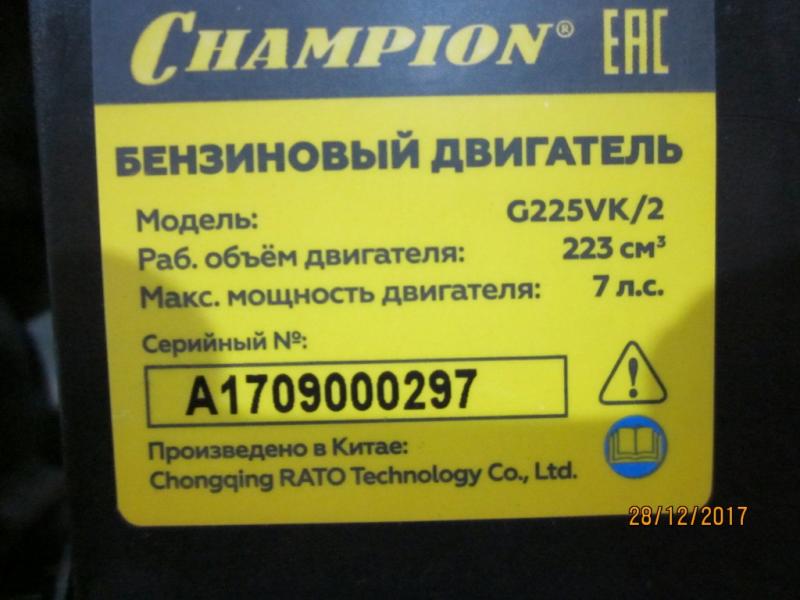 CHAMPION® EAC
БЕНЗИНОВЫЙ ДВИГАТЕЛЬ
Модель: G225VK/2
Раб. объём двигателя: 223 см³
Макс. мощность двигателя: 7 л.с.
Серийный №:
A1709000297
Произведено в Китае:
Chongqing RATO Technology Co., Ltd.
28/12/2017